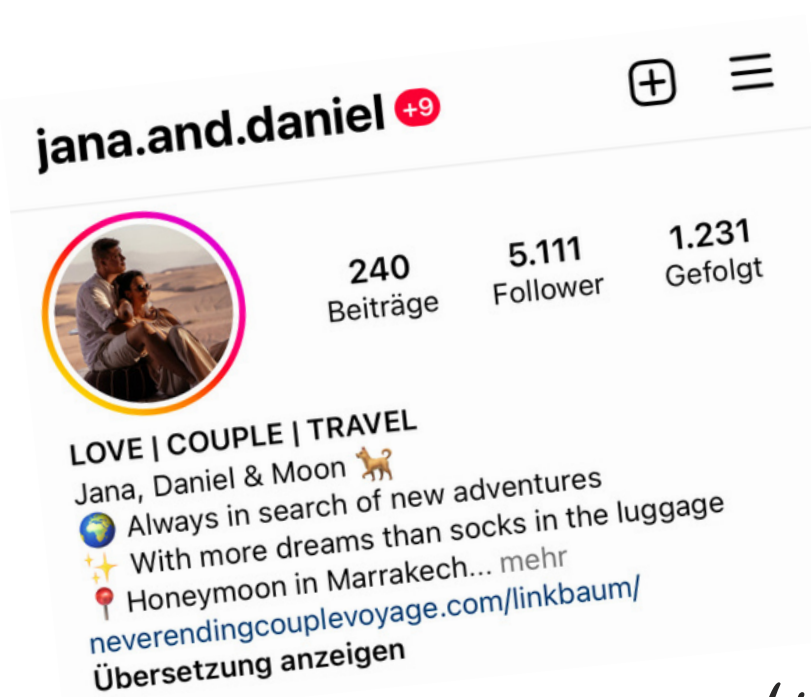 jana.and.daniel +9
240 5.111 1.231
Beiträge Follower Gefolgt
LOVE | COUPLE | TRAVEL
Jana, Daniel & Moon 🐕
🌍 Always in search of new adventures
✨ With more dreams than socks in the luggage
📍 Honeymoon in Marrakech... mehr
neverendingcouplevoyage.com/linkbaum/
Übersetzung anzeigen